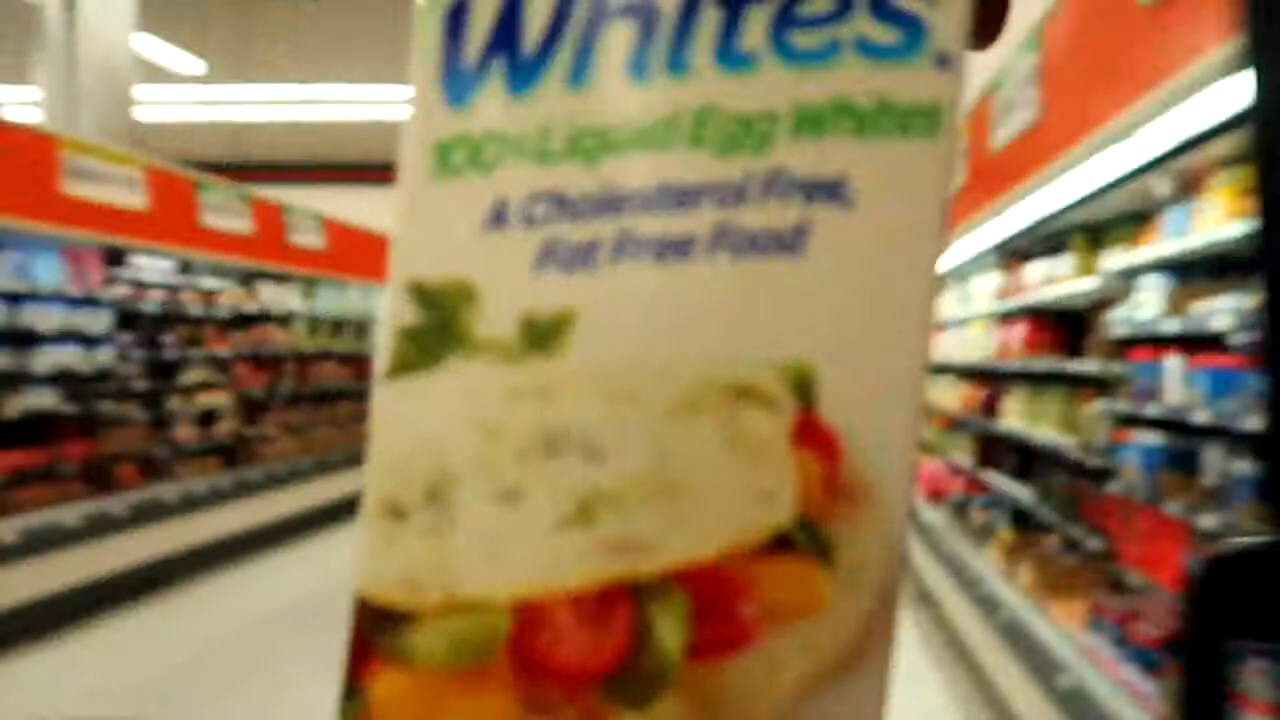 Whites
100% Liquid Egg Whites
A Cholesterol Free,
Fat Free Food